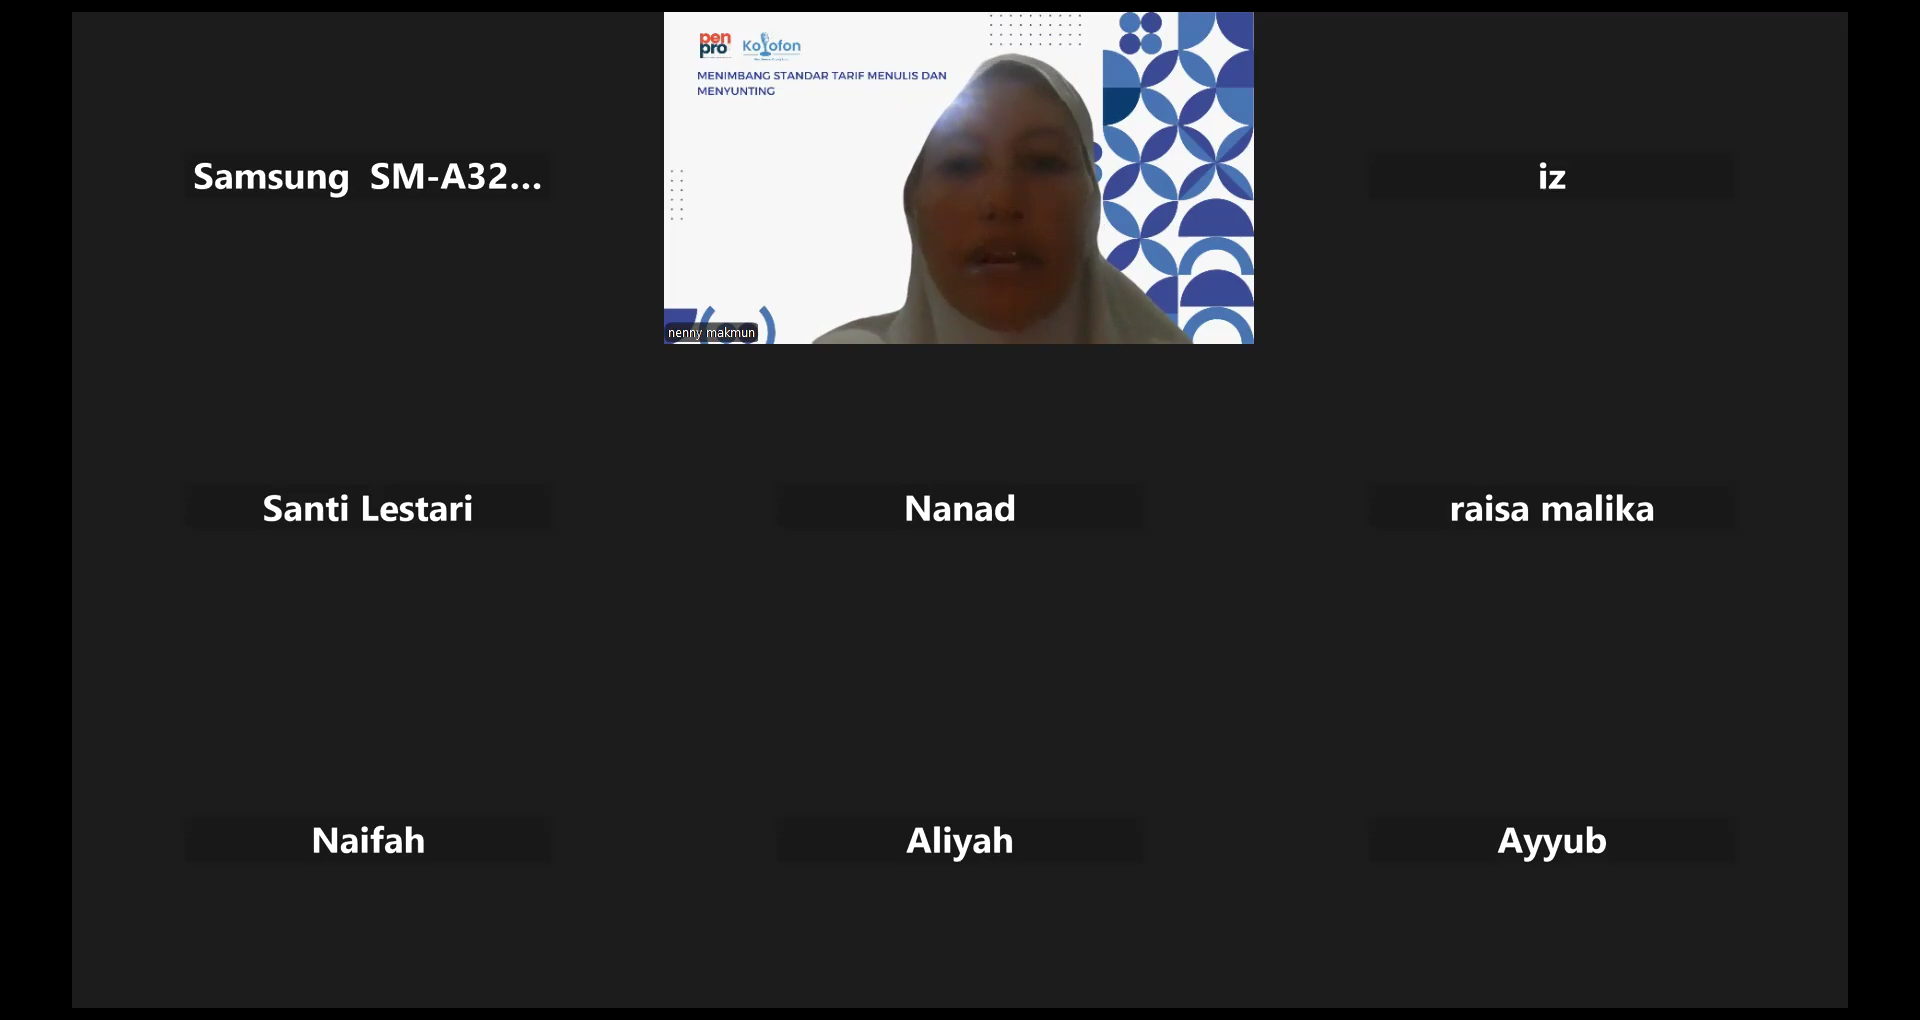 pen
pro
Kolofon
MENIMBANG STANDAR TARIF MENULIS DAN
MENYUNTING
nenny makmun
Samsung SM-A32...
iz
Santi Lestari
Nanad
raisa malika
Naifah
Aliyah
Ayyub